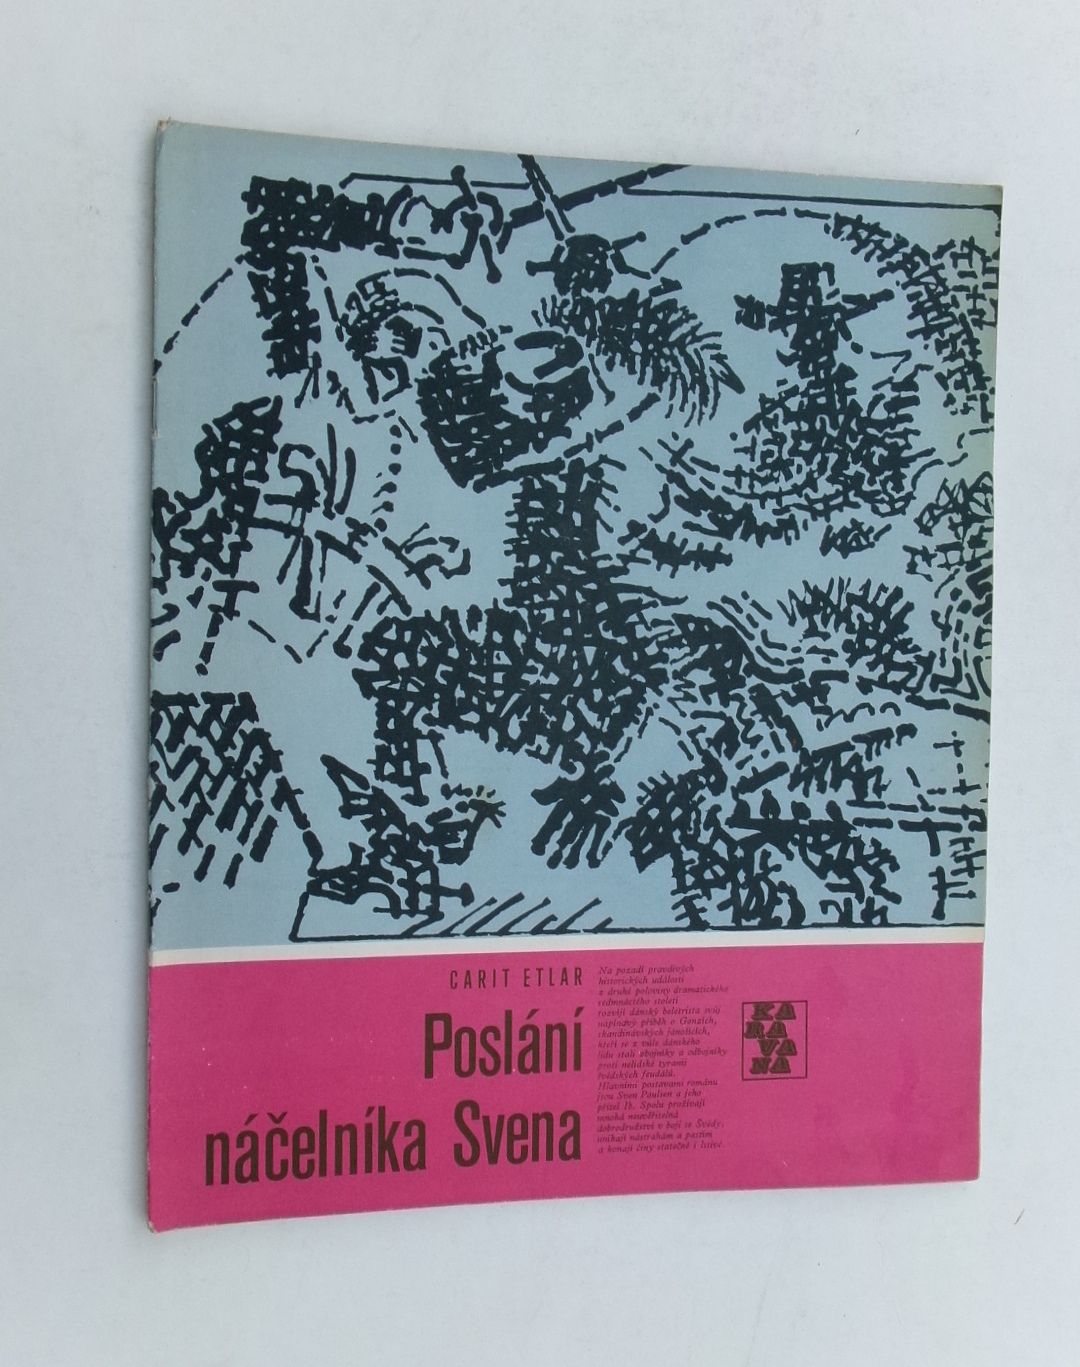 CARIT ETLAR
Poslání
náčelníka Svena
Na pozadí pravdivých
historických událostí
z druhé poloviny dramatického
sedmnáctého století
rozvíjí dánský beletrista svůj
napínavý příběh o Gonzích,
skandinávských jánošících,
kteří se z vůle dánského
lidu stali zbojníky a odbojníky
proti nelidské tyranii
švédských feudálů.
Hlavními postavami románu
jsou Sven Paulsen a jeho
přítel Ib. Spolu prožívají
mnohá neuvěřitelná
dobrodružství v boji se Švédy,
unikají nástrahám a pastím
a konají činy statečné i lstivé.
KA
RA
VA
NA